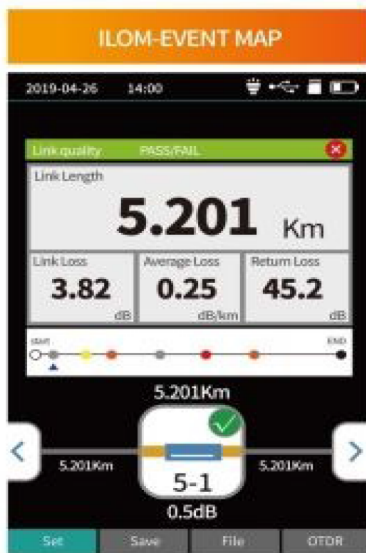 ILOM-EVENT MAP
2019-04-26 14:00
Link quality PASS/FAIL
Link Length
5.201 Km
Link Loss Average Loss Return Loss
3.82 0.25 45.2
dB dB/km dB
start END
5.201Km
5.201Km 5.201Km
5-1
0.5dB
Set Save File OTDR